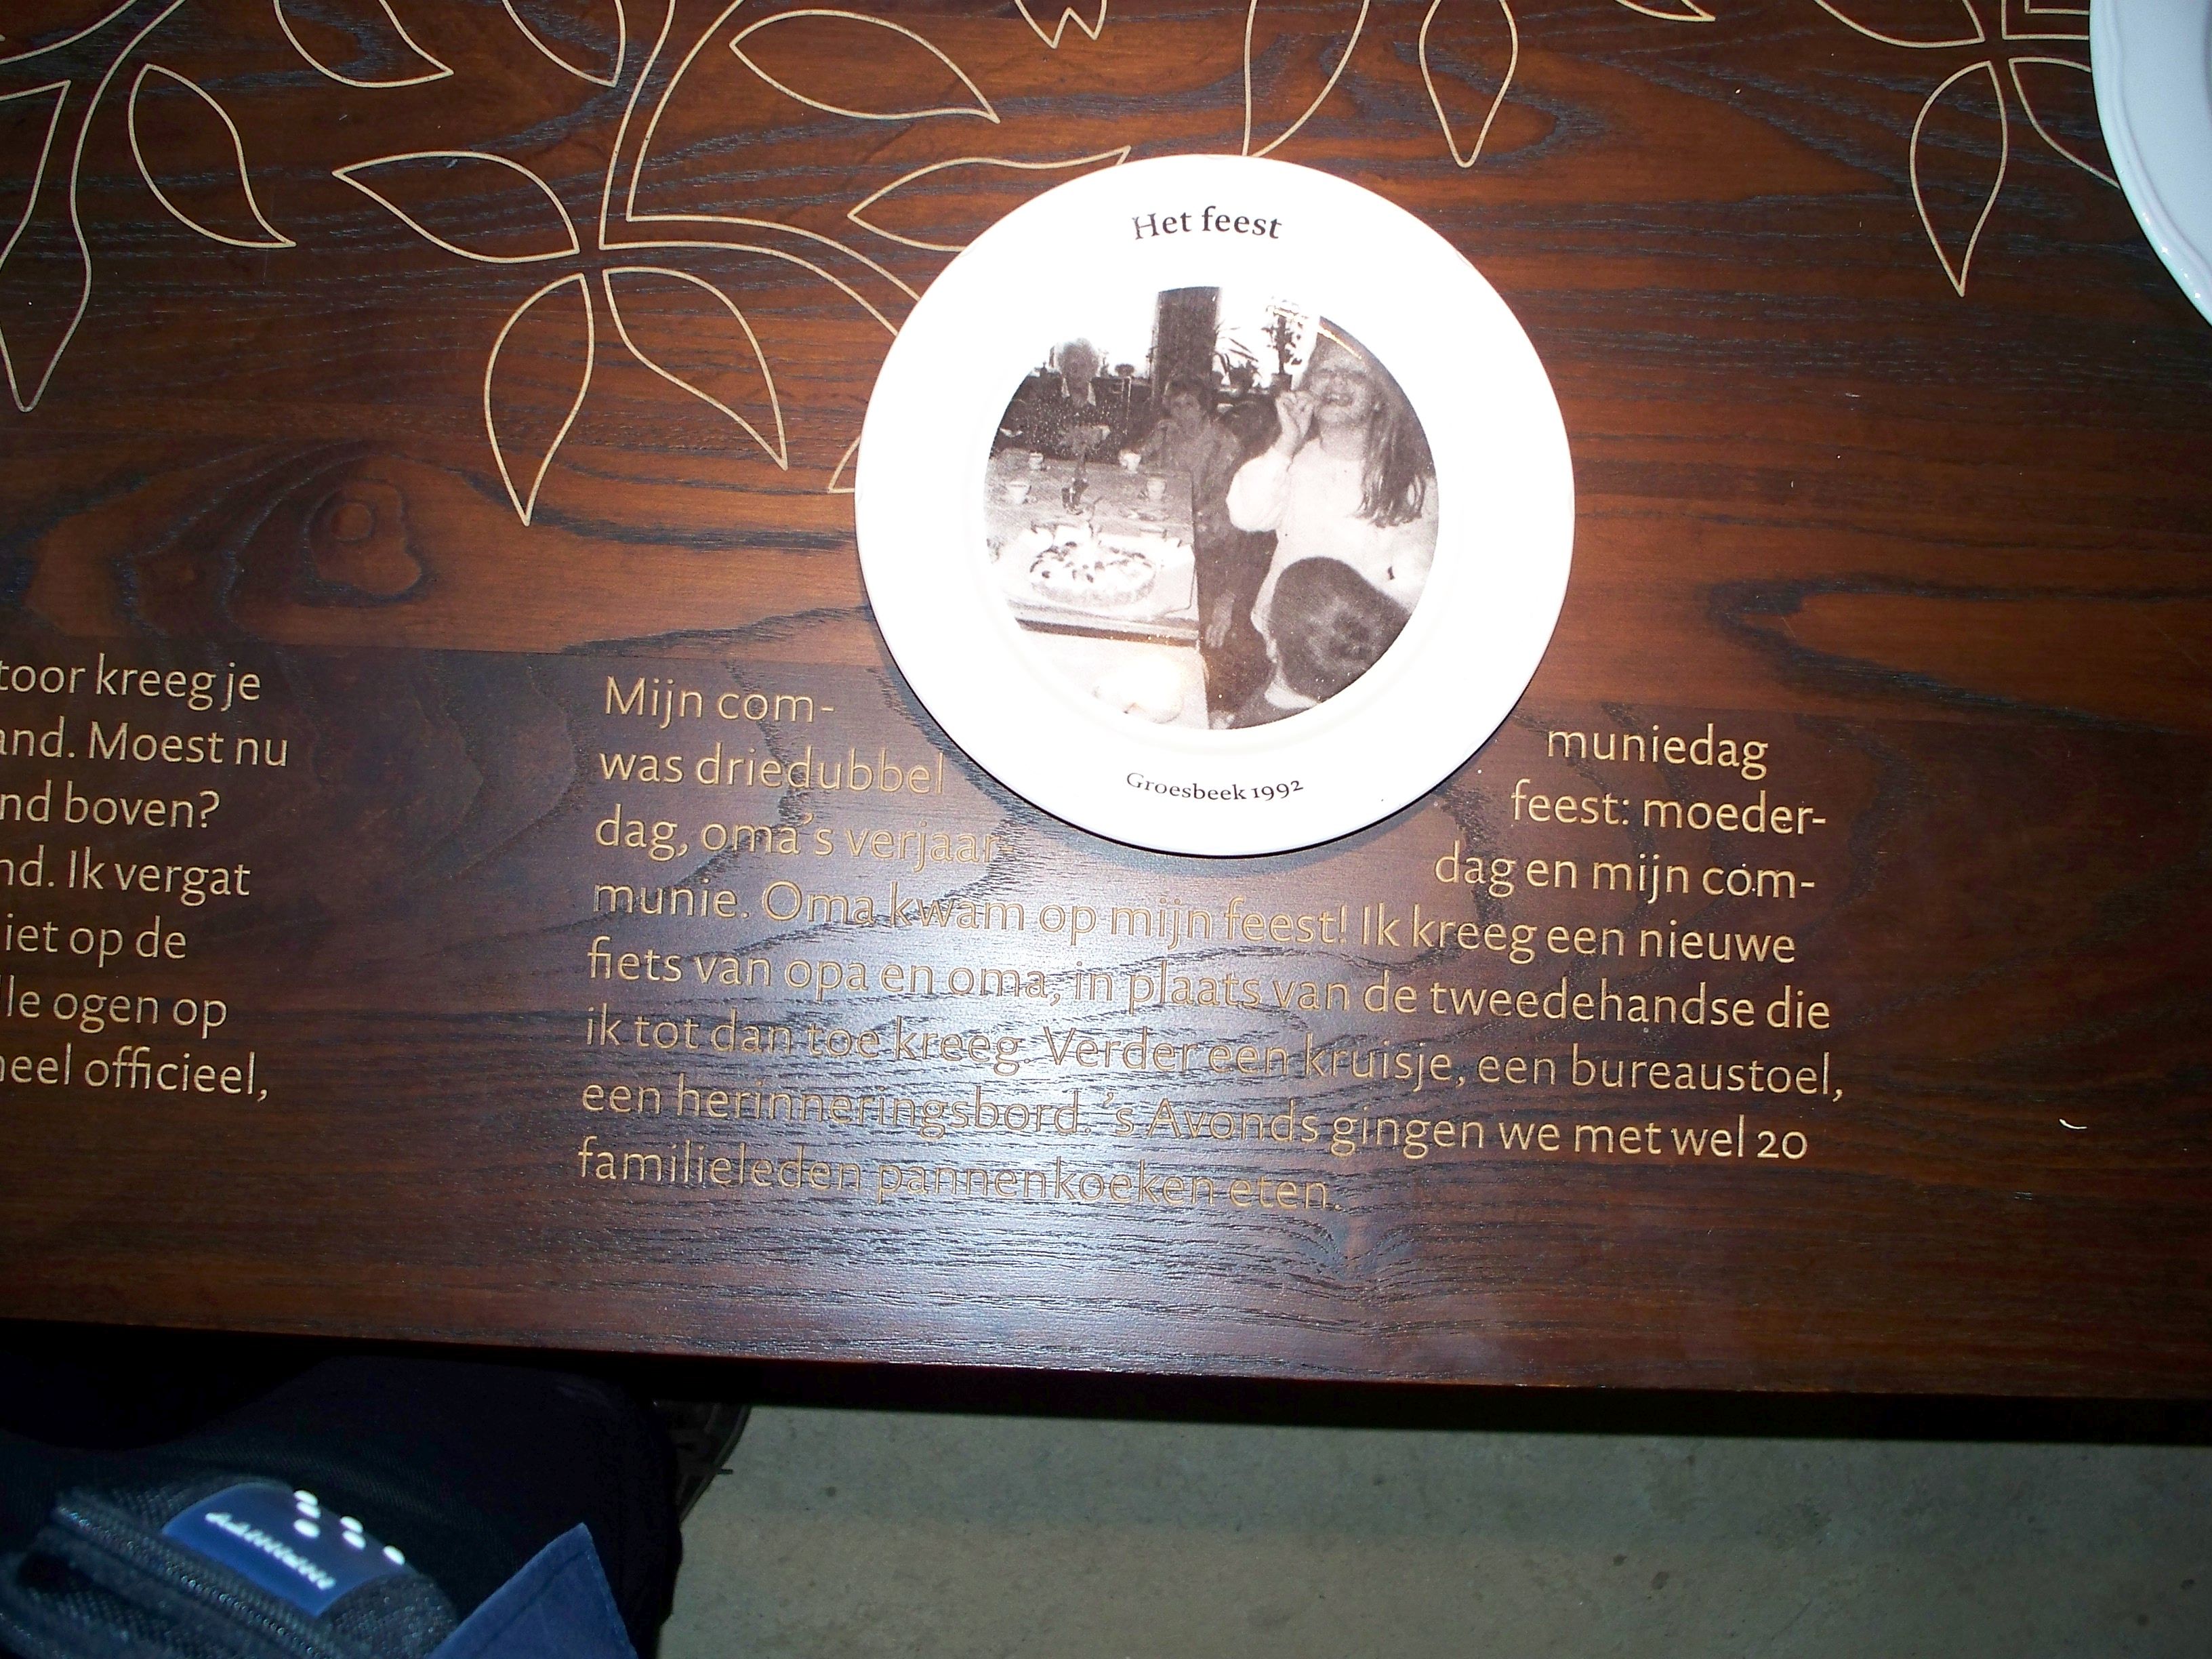 Het feest
Groesbeek 1992
toor kreeg je
and. Moest nu
nd boven?
nd. Ik vergat
iet op de
lle ogen op
heel officieel,
Mijn com- muniedag
was driedubbel feest: moeder-
dag, oma's verjaar- dag en mijn com-
munie. Oma kwam op mijn feest! Ik kreeg een nieuwe
fiets van opa en oma, in plaats van de tweedehandse die
ik tot dan toe kreeg. Verder een kruisje, een bureaustoel,
een herinneringsbord. 's Avonds gingen we met wel 20
familieleden pannenkoeken eten.